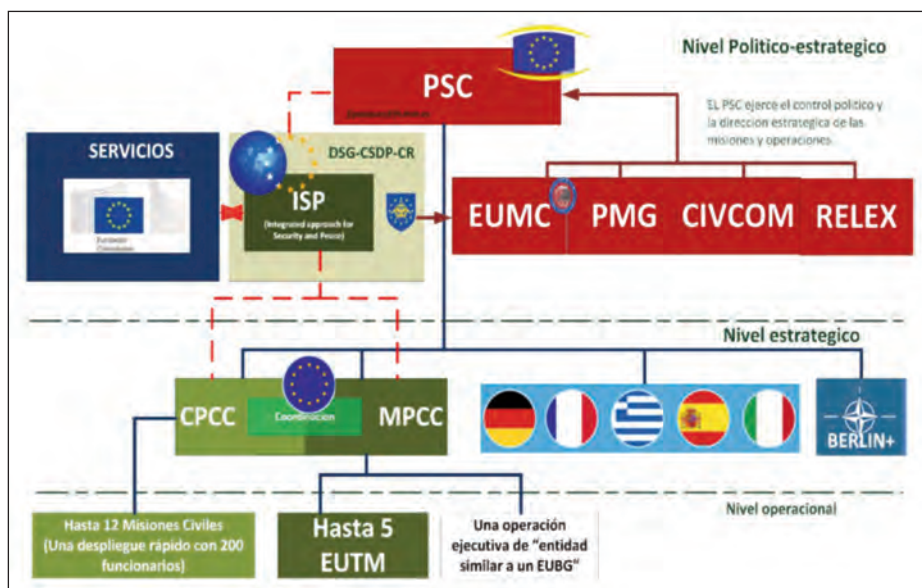 Nivel Politico-estrategico
PSC
EL PSC ejerce el control politico y
la direccion estrategica de las
misiones y operaciones
SERVICIOS
DSG-CSDP-CR
ISP
(Integrated approach for
Security and Peace)
EUMC
PMG
CIVCOM
RELEX
Nivel estrategico
CPCC
Coordinacion
MPCC
BERLIN+
Nivel operacional
Hasta 12 Misiones Civiles
(Una despliegue rápido con 200
funcionarios)
Hasta 5
EUTM
Una operación
ejecutiva de "entidad
similar a un EUBG"